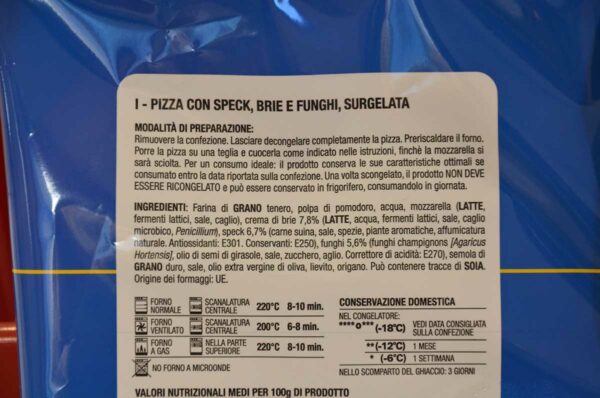 I - PIZZA CON SPECK, BRIE E FUNGHI, SURGELATA
MODALITÀ DI PREPARAZIONE:
Rimuovere la confezione. Lasciare decongelare completamente la pizza. Preriscaldare il forno.
Porre la pizza su una teglia e cuocerla come indicato nelle istruzioni, finchè la mozzarella si
sarà sciolta. Per un consumo ideale: il prodotto conserva le sue caratteristiche ottimali se
consumato entro la data riportata sulla confezione. Una volta scongelato, il prodotto NON DEVE
ESSERE RICONGELATO e può essere conservato in frigorifero, consumandolo in giornata.
INGREDIENTI: Farina di GRANO tenero, polpa di pomodoro, acqua, mozzarella (LATTE,
fermenti lattici, sale, caglio), crema di brie 7,8% (LATTE, acqua, fermenti lattici, sale, caglio
microbico, Penicillium), speck 6,7% (carne suina, sale, spezie, piante aromatiche, affumicatura
naturale. Antiossidanti: E301. Conservanti: E250), funghi 5,6% (funghi champignons [Agaricus
Hortensis], olio di semi di girasole, sale, zucchero, aglio. Correttore di acidità: E270), semola di
GRANO duro, sale, olio extra vergine di oliva, lievito, origano. Può contenere tracce di SOIA.
Origine dei formaggi: UE.
FORNO NORMALE SCANALATURA CENTRALE 220°C 8-10 min.
FORNO VENTILATO SCANALATURA CENTRALE 200°C 6-8 min.
FORNO A GAS NELLA PARTE SUPERIORE 220°C 8-10 min.
NO FORNO A MICROONDE
CONSERVAZIONE DOMESTICA
NEL CONGELATORE:
****o*** (-18°C) VEDI DATA CONSIGLIATA SULLA CONFEZIONE
** (-12°C) 1 MESE
* (-6°C) 1 SETTIMANA
NELLO SCOMPARTO DEL GHIACCIO: 3 GIORNI
VALORI NUTRIZIONALI MEDI PER 100g DI PRODOTTO